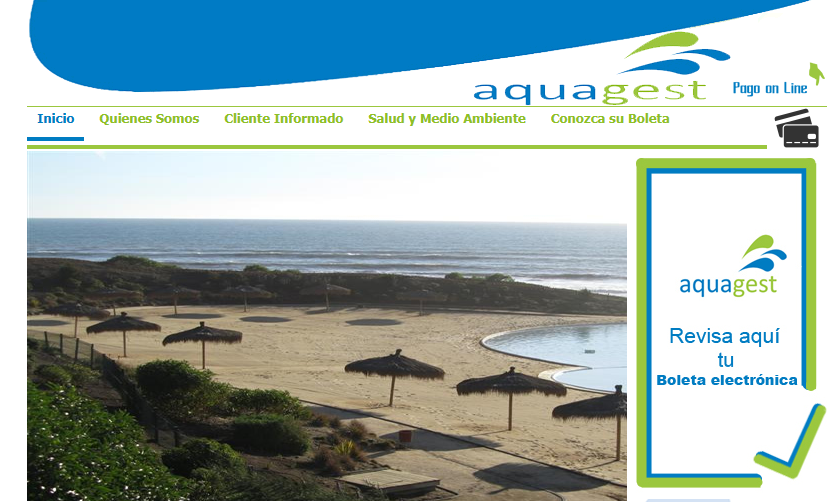 aquagest
Pago on Line
Inicio Quienes Somos Cliente Informado Salud y Medio Ambiente Conozca su Boleta
aquagest
Revisa aquí
tu
Boleta electrónica